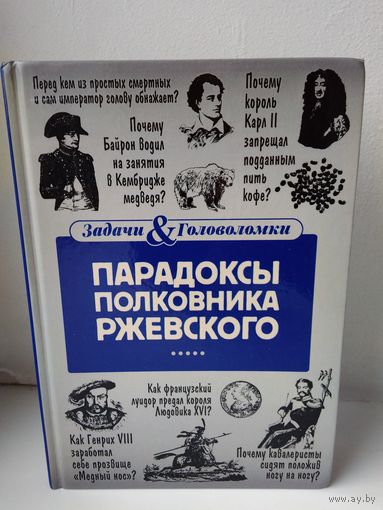 Перед кем из простых смертных
и сам император голову обнажает?
Почему
Байрон водил
на занятия
в Кембридже
медведя?
Почему
король
Карл II
запрещал
подданным
пить
кофе?
Задачи & Головоломки
ПАРАДОКСЫ
ПОЛКОВНИКА
РЖЕВСКОГО
Как французский
луидор предал короля
Людовика XVI?
Как Генрих VIII
заработал
себе прозвище
«Медный нос»?
Почему кавалеристы
сидят положив
ногу на ногу?
www.ay.by